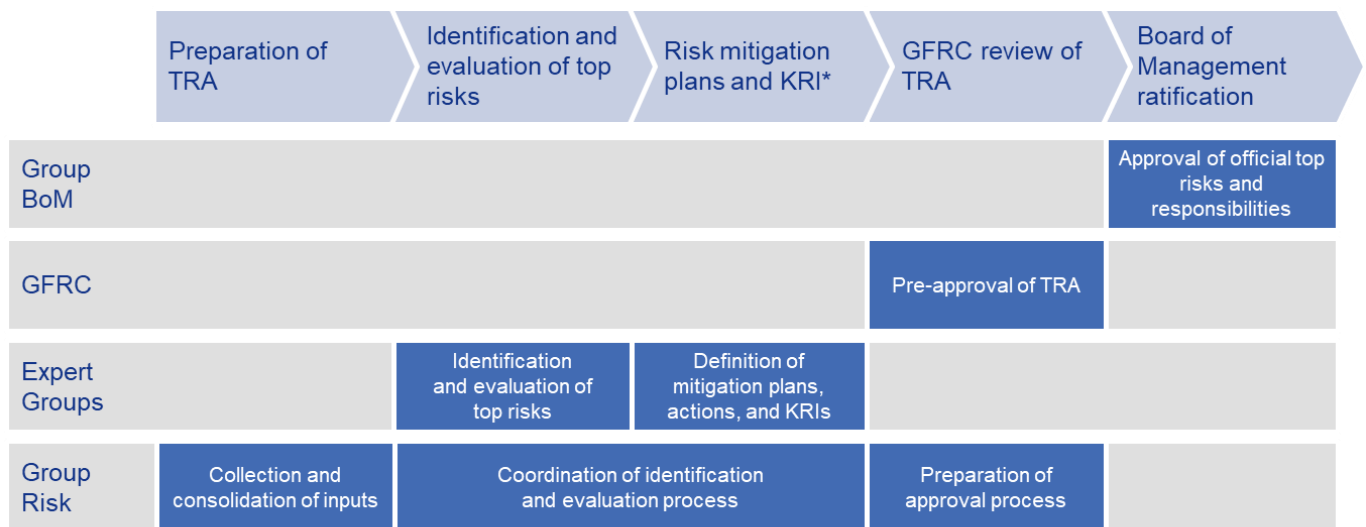 Preparation of
TRA
Identification and
evaluation of top
risks
Risk mitigation
plans and KRI*
GFRC review of
TRA
Board of
Management
ratification
Group
BoM
Approval of official top
risks and
responsibilities
GFRC
Pre-approval of TRA
Expert
Groups
Identification
and evaluation of
top risks
Definition of
mitigation plans,
actions, and KRIs
Group
Risk
Collection and
consolidation of inputs
Coordination of identification
and evaluation process
Preparation of
approval process